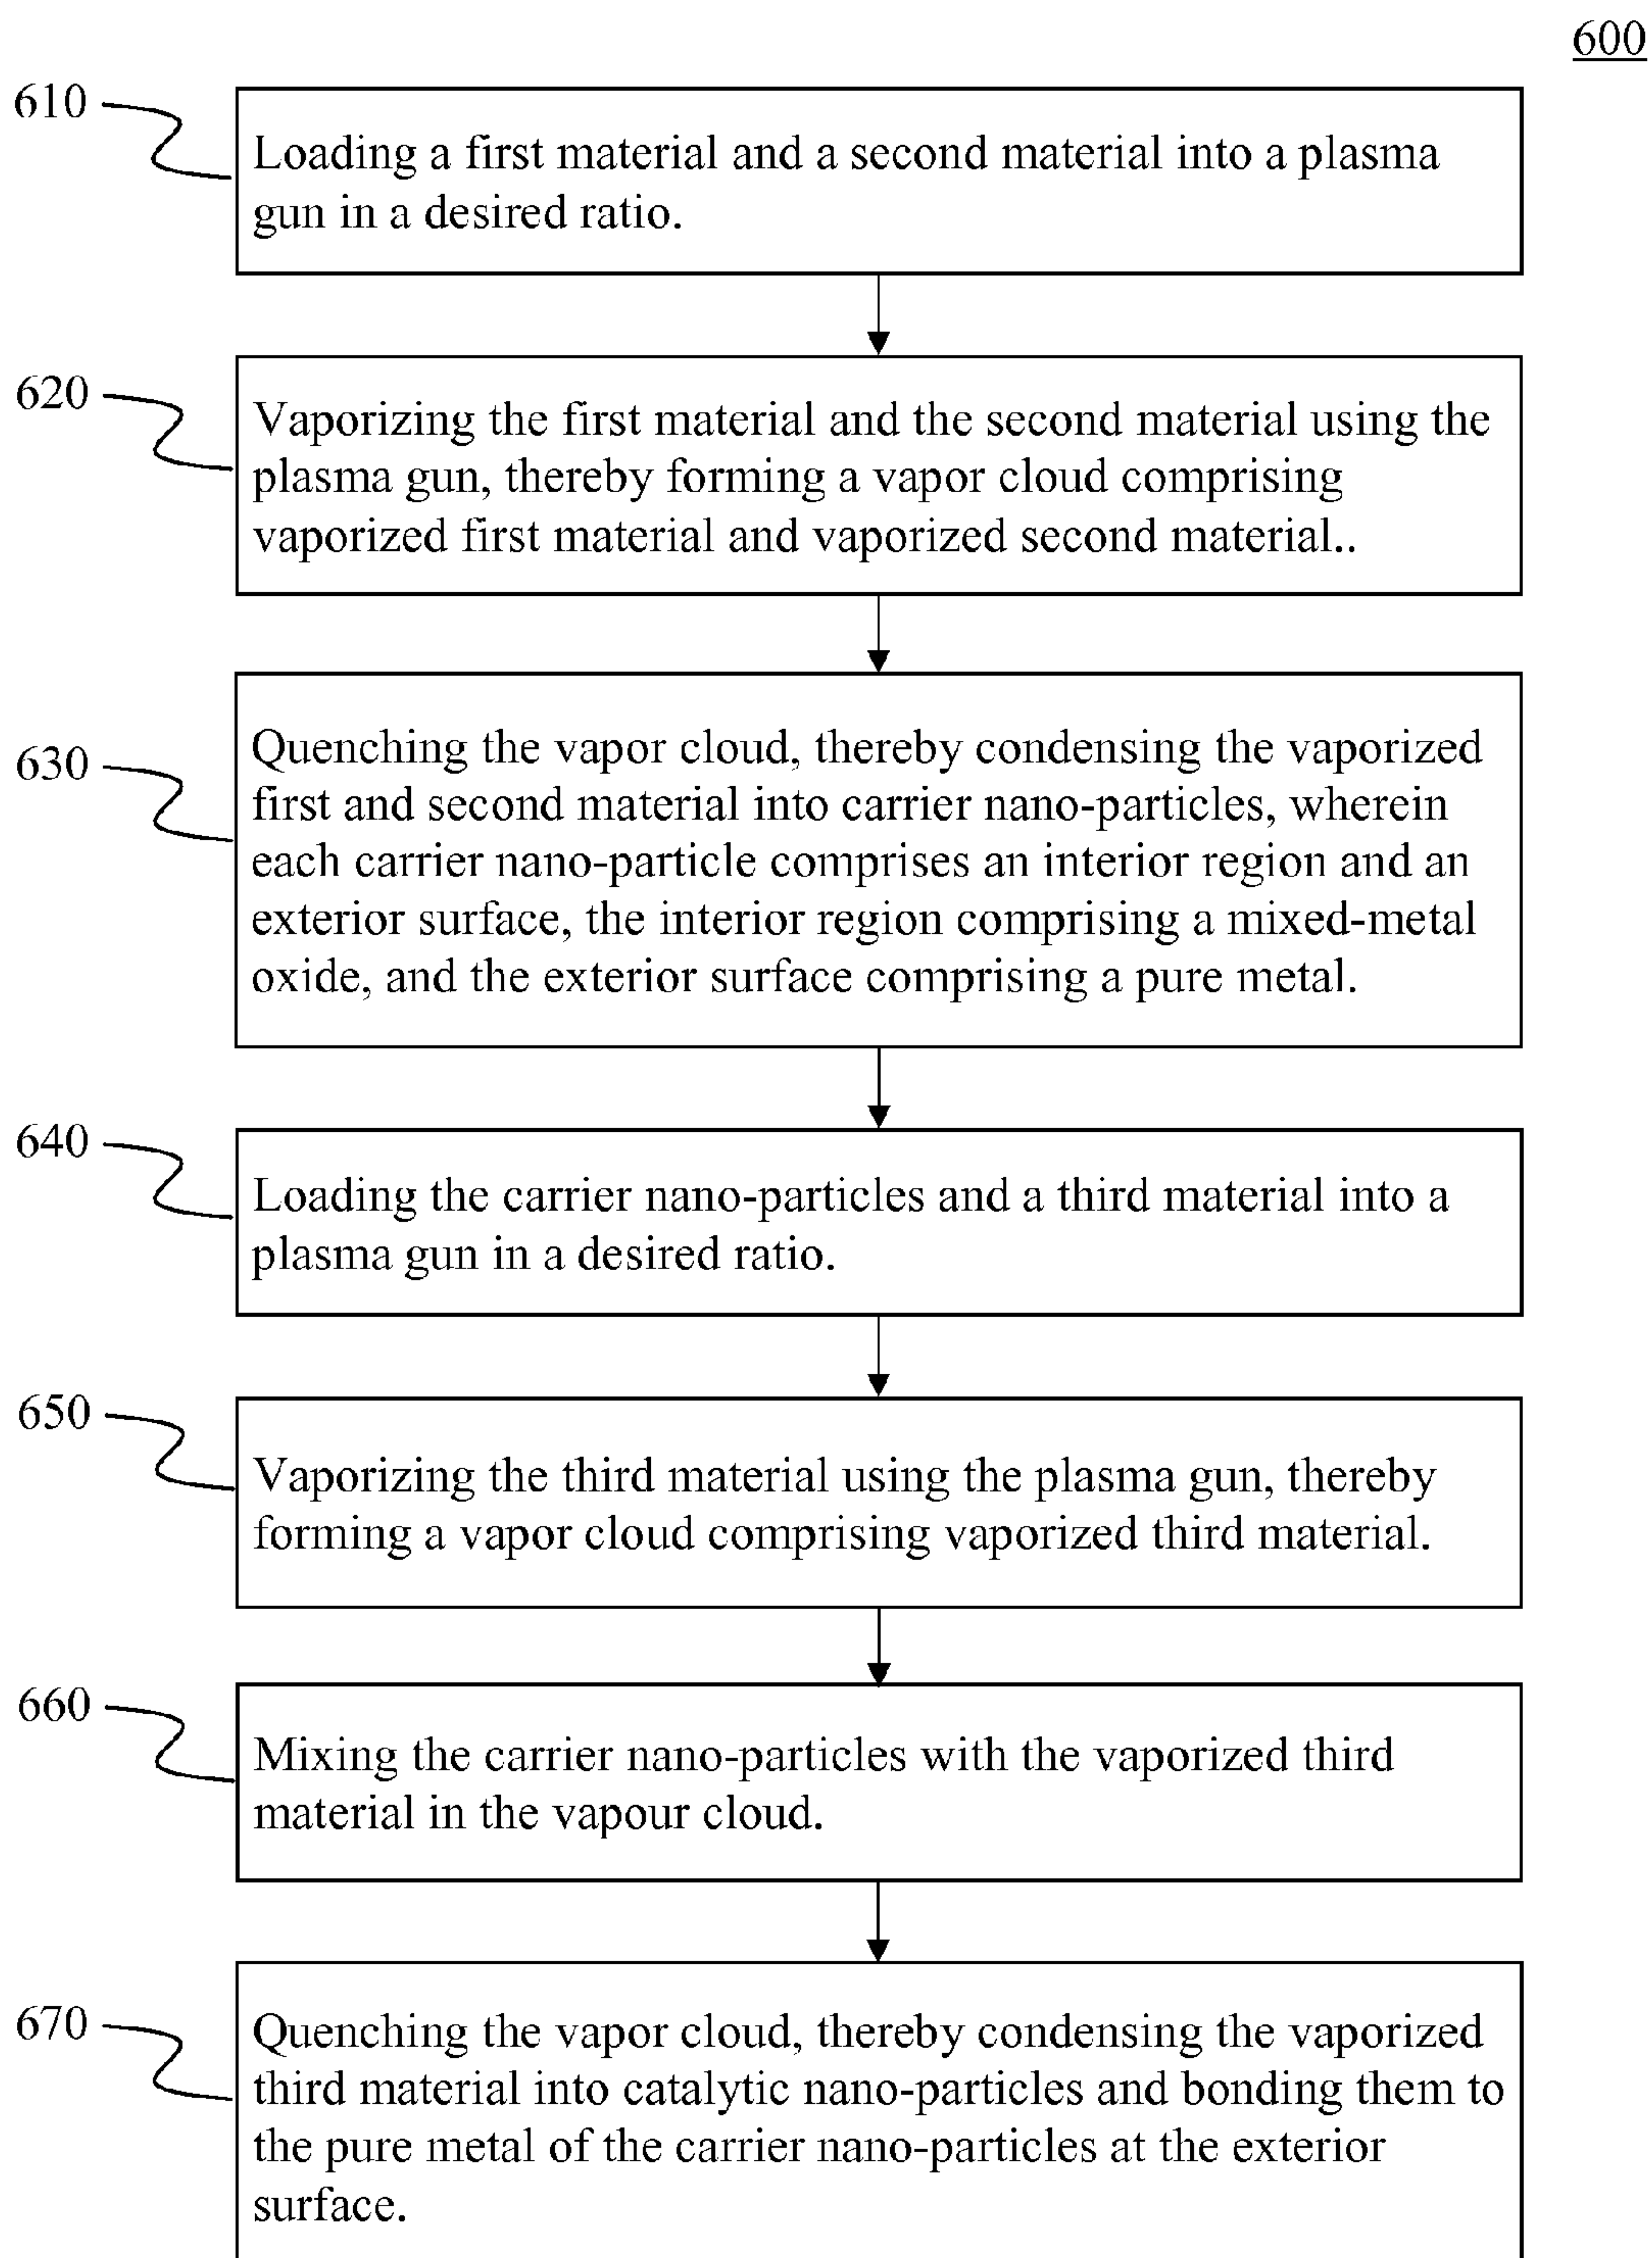 600
610
Loading a first material and a second material into a plasma
gun in a desired ratio.
620
Vaporizing the first material and the second material using the
plasma gun, thereby forming a vapor cloud comprising
vaporized first material and vaporized second material..
630
Quenching the vapor cloud, thereby condensing the vaporized
first and second material into carrier nano-particles, wherein
each carrier nano-particle comprises an interior region and an
exterior surface, the interior region comprising a mixed-metal
oxide, and the exterior surface comprising a pure metal.
640
Loading the carrier nano-particles and a third material into a
plasma gun in a desired ratio.
650
Vaporizing the third material using the plasma gun, thereby
forming a vapor cloud comprising vaporized third material.
660
Mixing the carrier nano-particles with the vaporized third
material in the vapour cloud.
670
Quenching the vapor cloud, thereby condensing the vaporized
third material into catalytic nano-particles and bonding them to
the pure metal of the carrier nano-particles at the exterior
surface.